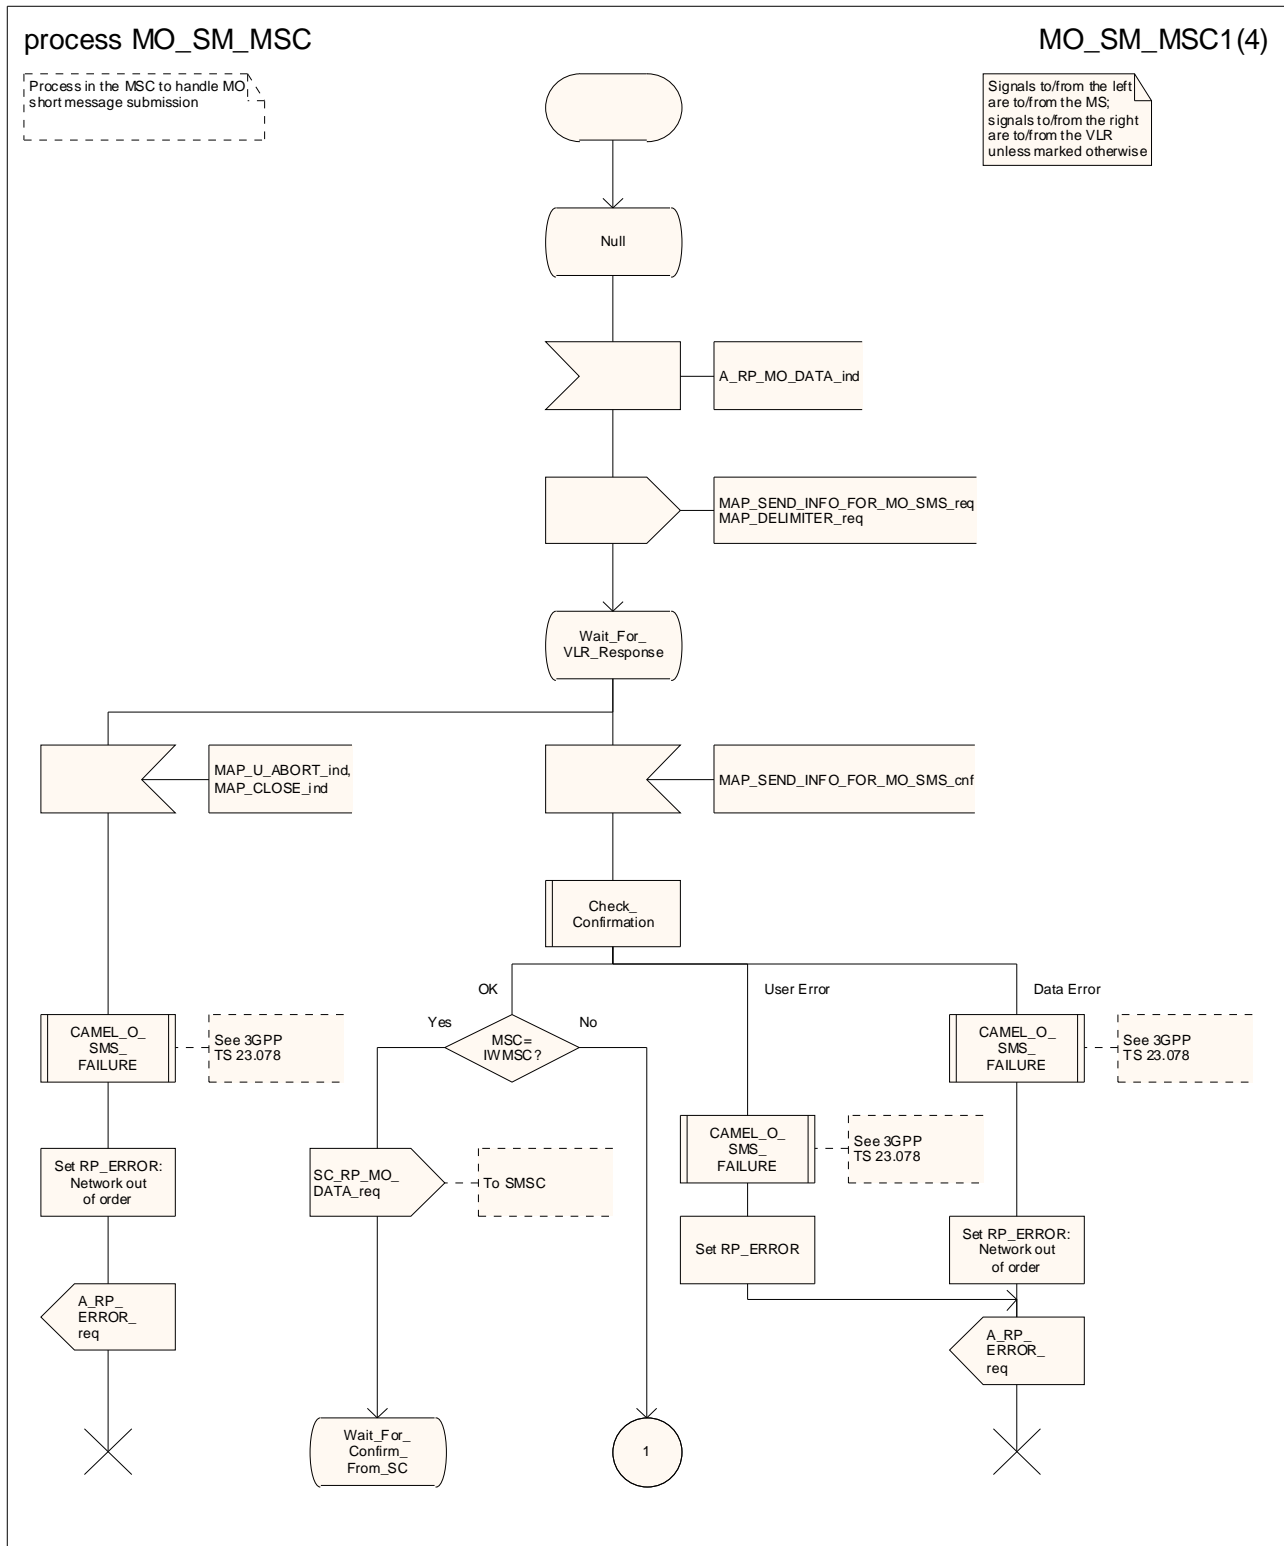 process MO_SM_MSC
MO_SM_MSC1(4)
Process in the MSC to handle MO
short message submission
Signals to/from the left
are to/from the MS;
signals to/from the right
are to/from the VLR
unless marked otherwise
Null
A_RP_MO_DATA_ind
MAP_SEND_INFO_FOR_MO_SMS_req
MAP_DELIMITER_req
Wait_For_
VLR_Response
MAP_U_ABORT_ind,
MAP_CLOSE_ind
MAP_SEND_INFO_FOR_MO_SMS_cnf
Check_
Confirmation
OK
User Error
Data Error
Yes
No
MSC=
IWMSC?
CAMEL_O_
SMS_
FAILURE
See 3GPP
TS 23.078
CAMEL_O_
SMS_
FAILURE
See 3GPP
TS 23.078
CAMEL_O_
SMS_
FAILURE
See 3GPP
TS 23.078
Set RP_ERROR:
Network out
of order
SC_RP_MO_
DATA_req
To SMSC
Set RP_ERROR
Set RP_ERROR:
Network out
of order
A_RP_
ERROR_
req
A_RP_
ERROR_
req
Wait_For_
Confirm_
From_SC
1